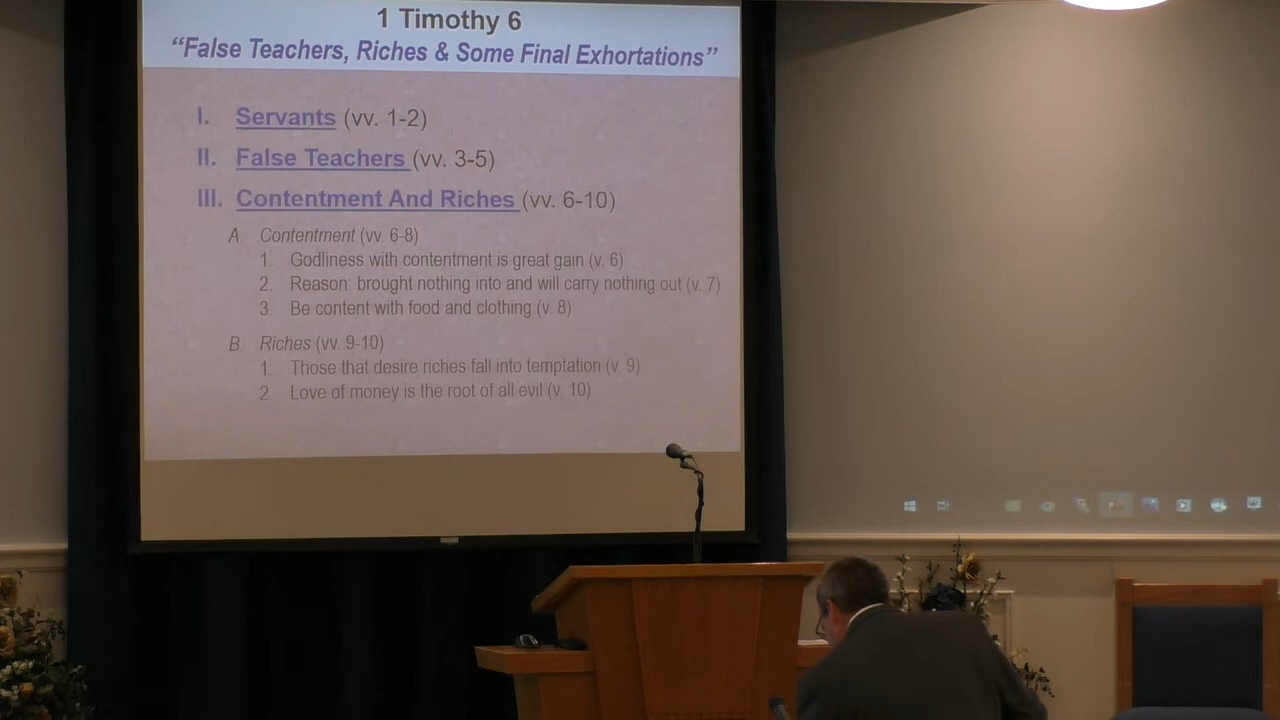 1 Timothy 6
“False Teachers, Riches & Some Final Exhortations”
I. Servants (vv. 1-2)
II. False Teachers (vv. 3-5)
III. Contentment And Riches (vv. 6-10)
A. Contentment (vv. 6-8)
1. Godliness with contentment is great gain (v. 6)
2. Reason: brought nothing into and will carry nothing out (v. 7)
3. Be content with food and clothing (v. 8)
B. Riches (vv. 9-10)
1. Those that desire riches fall into temptation (v. 9)
2. Love of money is the root of all evil (v. 10)